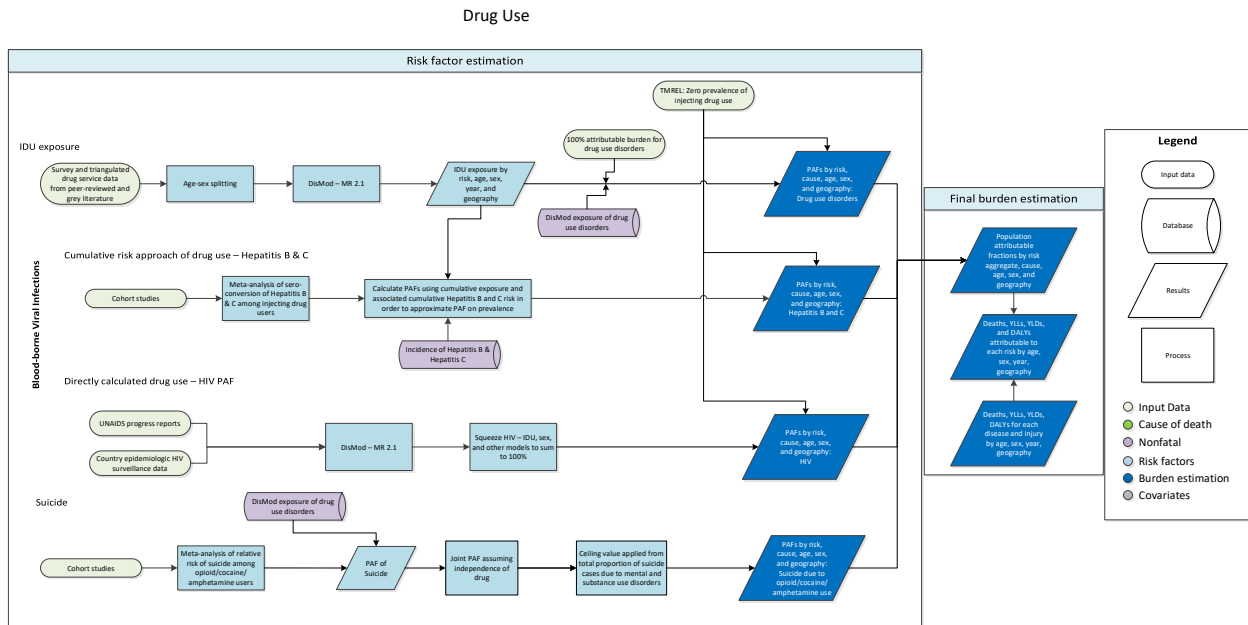 Drug Use
Risk factor estimation
TMREL: Zero prevalence of
injecting drug use
IDU exposure
100% attributable burden for
drug use disorders
Survey and triangulated
drug service data
from peer-reviewed and
grey literature
Age-sex splitting
DisMod – MR 2.1
IDU exposure by
risk, age, sex,
year, and
geography
DisMod exposure of drug
use disorders
PAFs by risk,
cause, age, sex,
and geography:
Drug use disorders
Blood-borne Viral Infections
Cumulative risk approach of drug use – Hepatitis B & C
Cohort studies
Meta-analysis of sero-
conversion of Hepatitis B
& C among injecting drug
users
Calculate PAFs using cumulative exposure and
associated cumulative Hepatitis B and C risk in
order to approximate PAF on prevalence
Incidence of Hepatitis B &
Hepatitis C
PAFs by risk,
cause, age, sex,
and geography:
Hepatitis B and C
Directly calculated drug use – HIV PAF
UNAIDS progress reports
Country epidemiologic HIV
surveillance data
DisMod – MR 2.1
Squeeze HIV – IDU, sex,
and other models to sum
to 100%
PAFs by risk,
cause, age, sex,
and geography:
HIV
Suicide
DisMod exposure of drug
use disorders
Cohort studies
Meta-analysis of relative
risk of suicide among
opioid/cocaine/
amphetamine users
PAF of
Suicide
Joint PAF assuming
independence of
drug
Ceiling value applied from
total proportion of suicide
cases due to mental and
substance use disorders
PAFs by risk,
cause, age, sex,
and geography:
Suicide due to
opioid/cocaine/
amphetamine use
Final burden estimation
Population
attributable
fractions by risk
aggregate, cause,
age, sex, and
geography
Deaths, YLLs, YLDs,
and DALYs
attributable to
each risk by age,
sex, year,
geography
Deaths, YLLs, YLDs,
DALYs for each
disease and injury
by age, sex, year,
geography
Legend
Input data
Database
Results
Process
Input Data
Cause of death
Nonfatal
Risk factors
Burden estimation
Covariates